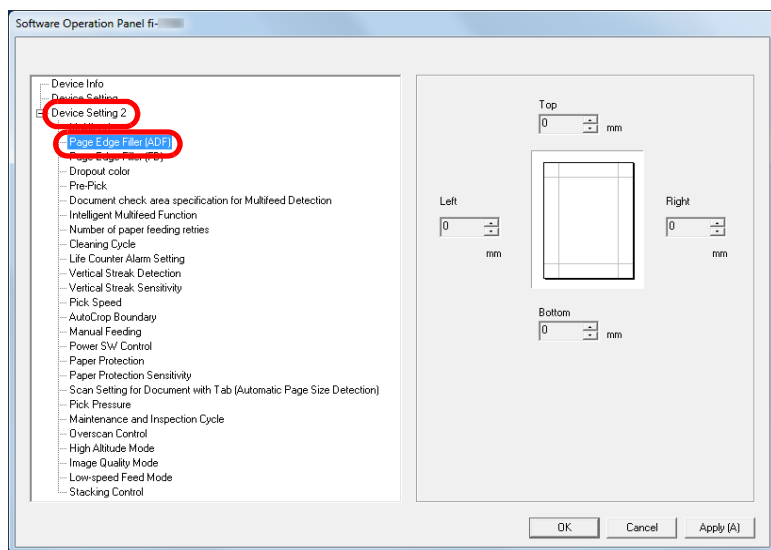 Software Operation Panel fi-
Device Info
Device Setting
Device Setting 2
Page Edge Filler (ADF)
Page Edge Filler (FB)
Dropout color
Pre-Pick
Document check area specification for Multifeed Detection
Intelligent Multifeed Function
Number of paper feeding retries
Cleaning Cycle
Life Counter Alarm Setting
Vertical Streak Detection
Vertical Streak Sensitivity
Pick Speed
AutoCrop Boundary
Manual Feeding
Power SW Control
Paper Protection
Paper Protection Sensitivity
Scan Setting for Document with Tab (Automatic Page Size Detection)
Pick Pressure
Maintenance and Inspection Cycle
Overscan Control
High Altitude Mode
Image Quality Mode
Low-speed Feed Mode
Stacking Control
Top
0 mm
Left
0
mm
Right
0
mm
Bottom
0 mm
OK Cancel Apply (A)